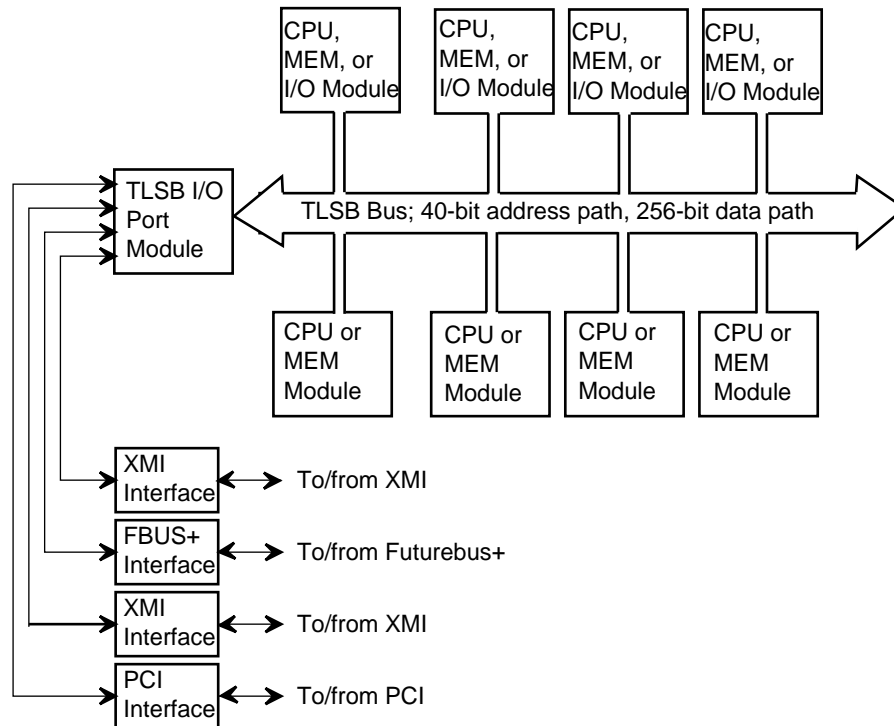 CPU,
MEM, or
I/O Module
CPU,
MEM, or
I/O Module
CPU,
MEM, or
I/O Module
CPU,
MEM, or
I/O Module
TLSB I/O
Port
Module
TLSB Bus; 40-bit address path, 256-bit data path
CPU or
MEM
Module
CPU or
MEM
Module
CPU or
MEM
Module
CPU or
MEM
Module
XMI
Interface
To/from XMI
FBUS+
Interface
To/from Futurebus+
XMI
Interface
To/from XMI
PCI
Interface
To/from PCI